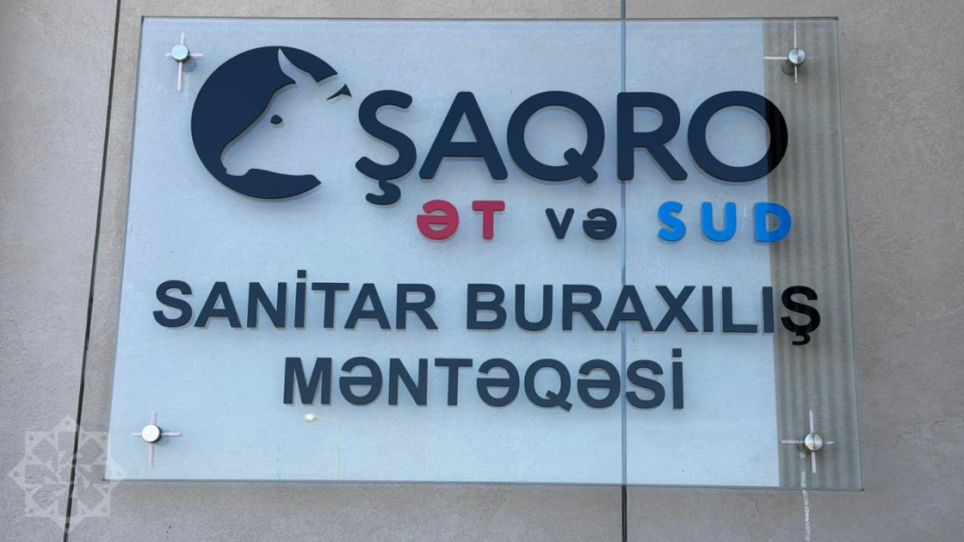 ŞAQRO
ƏT və SUD
SANİTAR BURAXILIŞ
MƏNTƏQƏSİ